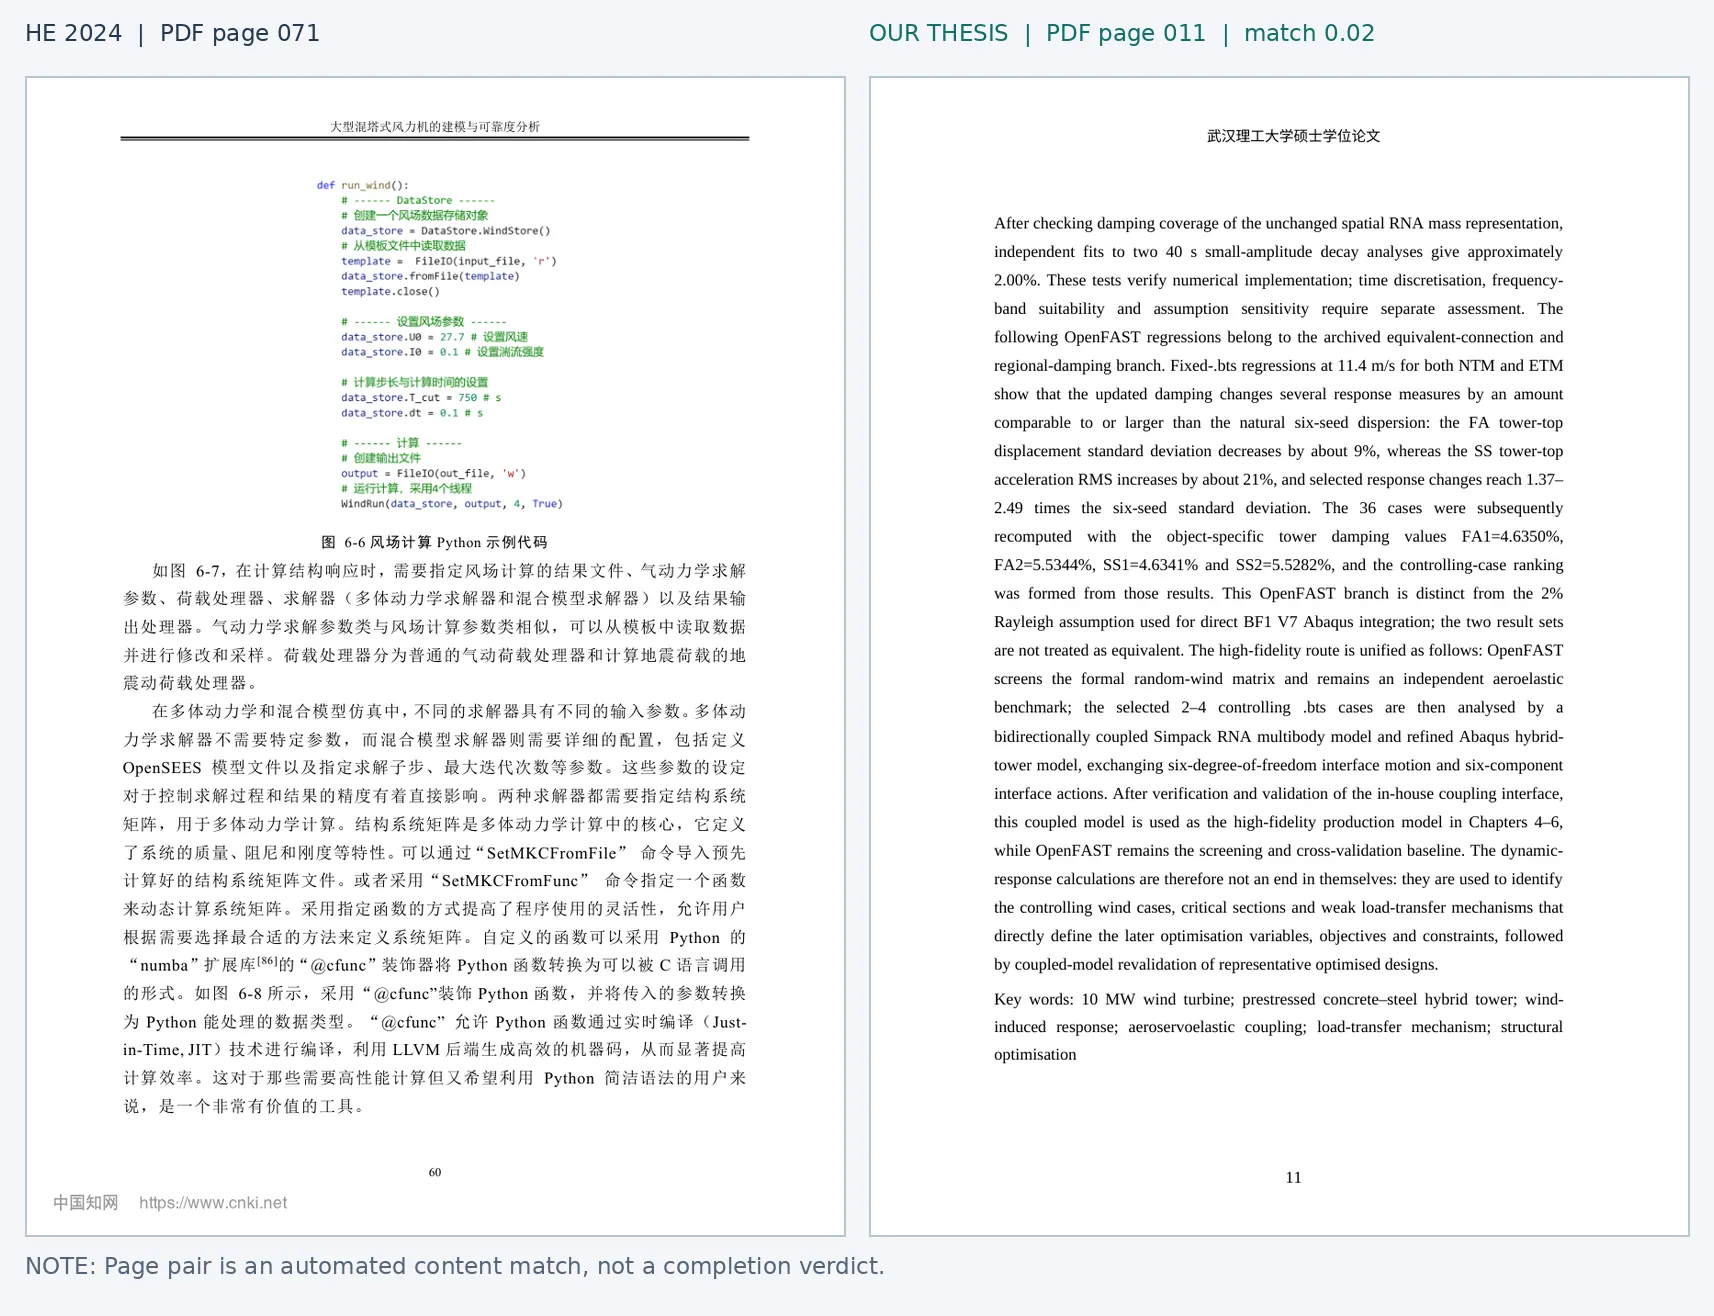 HE 2024 | PDF page 071
大型混塔式风力机的建模与可靠度分析
def run_wind():
# ------ DataStore ------
# 创建一个风场数据存储对象
data_store = DataStore.WindStore()
# 从模板文件中读取数据
template =  FileIO(input_file, 'r')
data_store.fromFile(template)
template.close()
# ------ 设置风场参数 ------
data_store.U0 = 27.7 # 设置风速
data_store.I0 = 0.1 # 设置湍流强度
# 计算步长与计算时间的设置
data_store.T_cut = 750 # s
data_store.dt = 0.1 # s
# ------ 计算 ------
# 创建输出文件
output = FileIO(out_file, 'w')
# 运行计算，采用4个线程
WindRun(data_store, output, 4, True)
图 6-6 风场计算 Python 示例代码
如图 6-7，在计算结构响应时，需要指定风场计算的结果文件、气动力学求解
参数、荷载处理器、求解器（多体动力学求解器和混合模型求解器）以及结果输
出处理器。气动力学求解参数类与风场计算参数类相似，可以从模板中读取数据
并进行修改和采样。荷载处理器分为普通的气动荷载处理器和计算地震荷载的地
震动荷载处理器。
在多体动力学和混合模型仿真中，不同的求解器具有不同的输入参数。多体动
力学求解器不需要特定参数，而混合模型求解器则需要详细的配置，包括定义
OpenSEES 模型文件以及指定求解子步、最大迭代次数等参数。这些参数的设定
对于控制求解过程和结果的精度有着直接影响。两种求解器都需要指定结构系统
矩阵，用于多体动力学计算。结构系统矩阵是多体动力学计算中的核心，它定义
了系统的质量、阻尼和刚度等特性。可以通过“SetMKCFromFile” 命令导入预先
计算好的结构系统矩阵文件。或者采用“SetMKCFromFunc” 命令指定一个函数
来动态计算系统矩阵。采用指定函数的方式提高了程序使用的灵活性，允许用户
根据需要选择最合适的方法来定义系统矩阵。自定义的函数可以采用 Python 的
“numba”扩展库[86]的“@cfunc”装饰器将 Python 函数转换为可以被 C 语言调用
的形式。如图 6-8 所示，采用“@cfunc”装饰 Python 函数，并将传入的参数转换
为 Python 能处理的数据类型。“@cfunc” 允许 Python 函数通过实时编译（Just-
in-Time, JIT）技术进行编译，利用 LLVM 后端生成高效的机器码，从而显著提高
计算效率。这对于那些需要高性能计算但又希望利用 Python 简洁语法的用户来
说，是一个非常有价值的工具。
60
中国知网 https://www.cnki.net
OUR THESIS | PDF page 011 | match 0.02
武汉理工大学硕士学位论文
After checking damping coverage of the unchanged spatial RNA mass representation,
independent fits to two 40 s small-amplitude decay analyses give approximately
2.00%. These tests verify numerical implementation; time discretisation, frequency-
band suitability and assumption sensitivity require separate assessment. The
following OpenFAST regressions belong to the archived equivalent-connection and
regional-damping branch. Fixed-.bts regressions at 11.4 m/s for both NTM and ETM
show that the updated damping changes several response measures by an amount
comparable to or larger than the natural six-seed dispersion: the FA tower-top
displacement standard deviation decreases by about 9%, whereas the SS tower-top
acceleration RMS increases by about 21%, and selected response changes reach 1.37–
2.49 times the six-seed standard deviation. The 36 cases were subsequently
recomputed with the object-specific tower damping values FA1=4.6350%,
FA2=5.5344%, SS1=4.6341% and SS2=5.5282%, and the controlling-case ranking
was formed from those results. This OpenFAST branch is distinct from the 2%
Rayleigh assumption used for direct BF1 V7 Abaqus integration; the two result sets
are not treated as equivalent. The high-fidelity route is unified as follows: OpenFAST
screens the formal random-wind matrix and remains an independent aeroelastic
benchmark; the selected 2–4 controlling .bts cases are then analysed by a
bidirectionally coupled Simpack RNA multibody model and refined Abaqus hybrid-
tower model, exchanging six-degree-of-freedom interface motion and six-component
interface actions. After verification and validation of the in-house coupling interface,
this coupled model is used as the high-fidelity production model in Chapters 4–6,
while OpenFAST remains the screening and cross-validation baseline. The dynamic-
response calculations are therefore not an end in themselves: they are used to identify
the controlling wind cases, critical sections and weak load-transfer mechanisms that
directly define the later optimisation variables, objectives and constraints, followed
by coupled-model revalidation of representative optimised designs.
Key words: 10 MW wind turbine; prestressed concrete–steel hybrid tower; wind-
induced response; aeroservoelastic coupling; load-transfer mechanism; structural
optimisation
11
NOTE: Page pair is an automated content match, not a completion verdict.